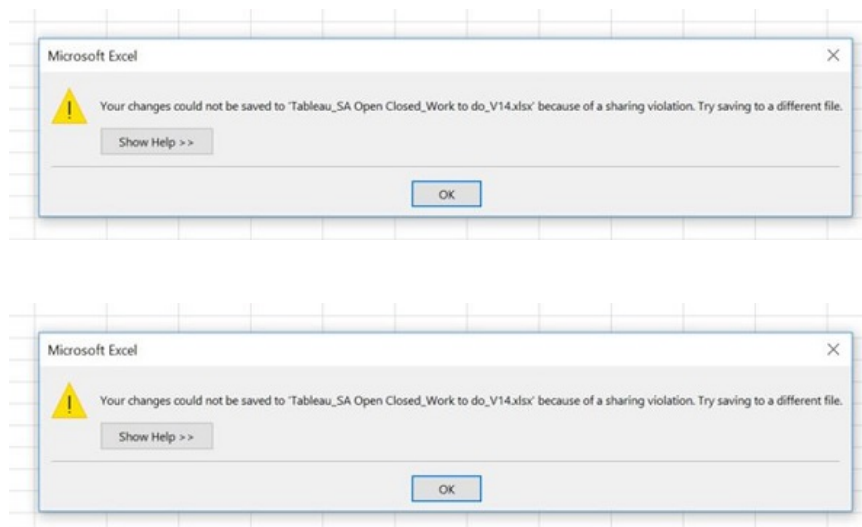 Microsoft Excel
Your changes could not be saved to 'Tableau_SA Open Closed_Work to do_V14.xlsx' because of a sharing violation. Try saving to a different file.
Show Help >>
OK
Microsoft Excel
Your changes could not be saved to 'Tableau_SA Open Closed_Work to do_V14.xlsx' because of a sharing violation. Try saving to a different file.
Show Help >>
OK